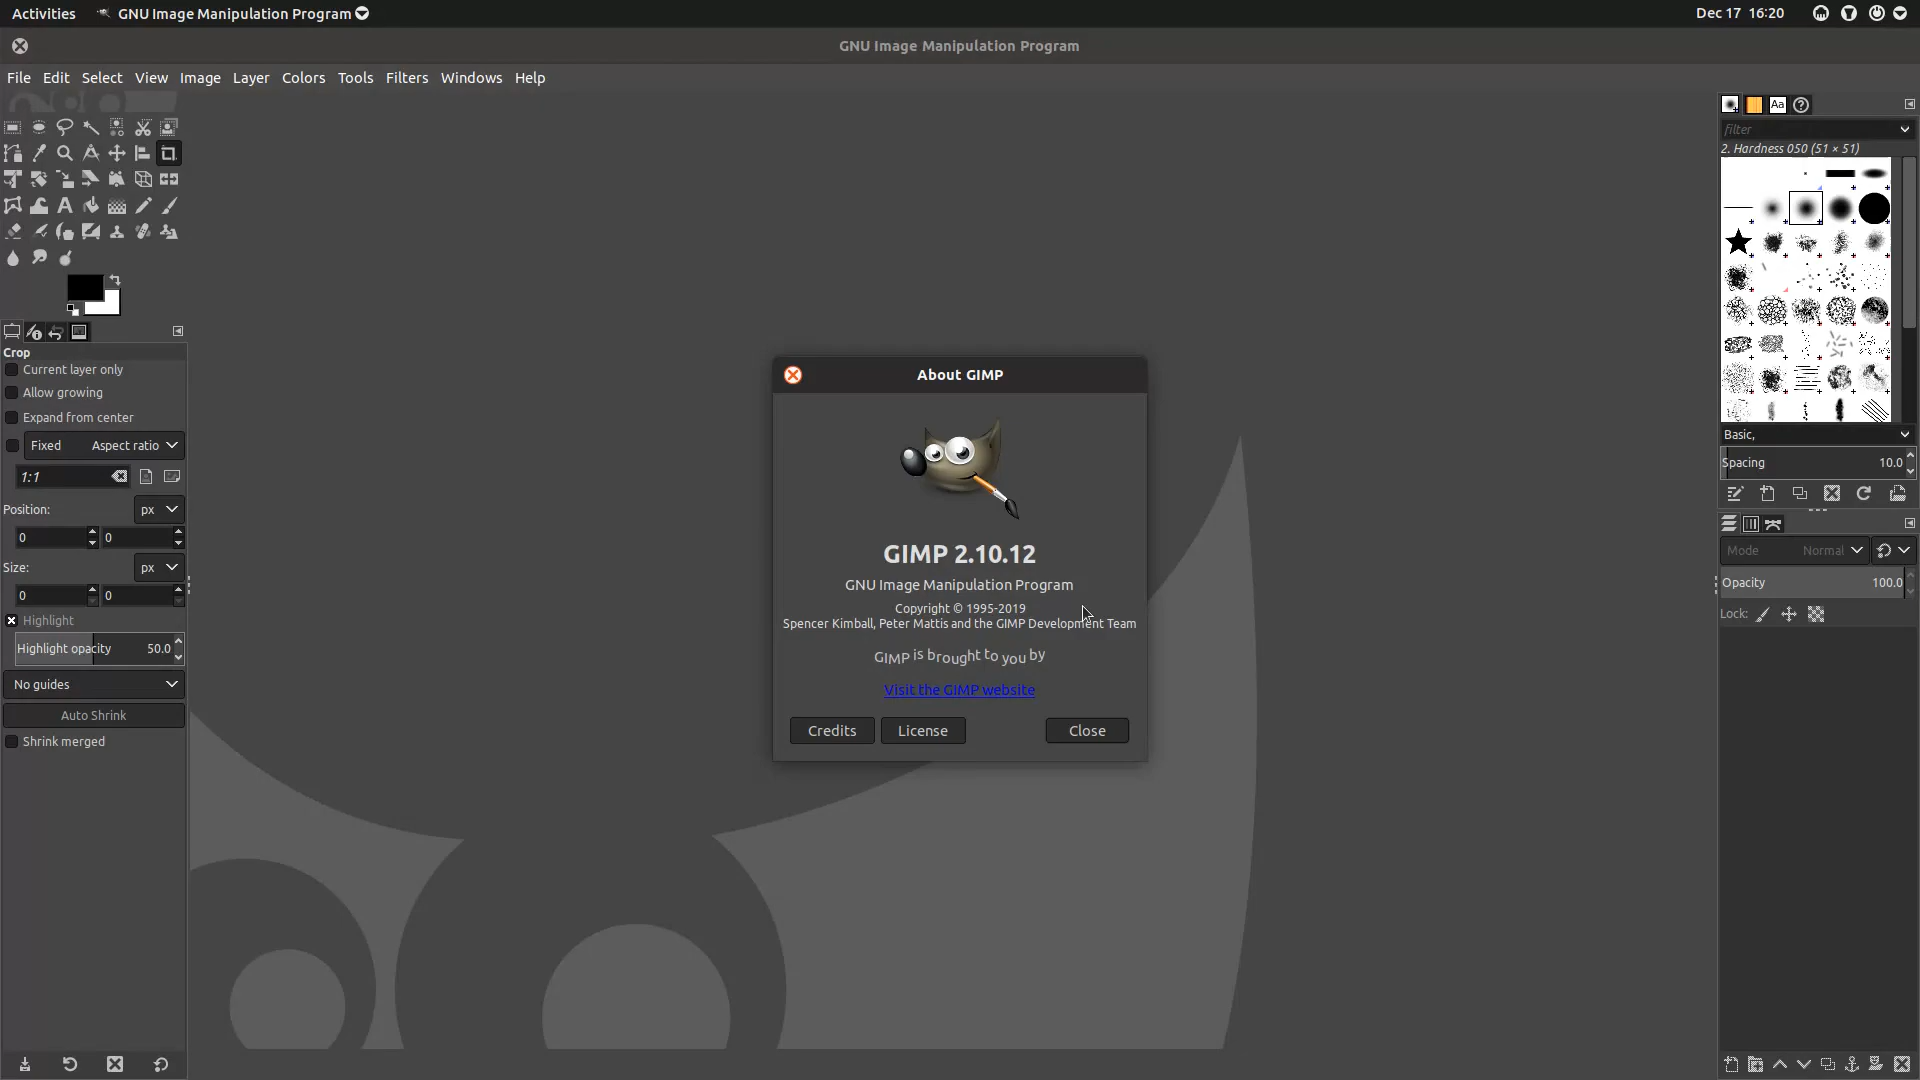 Activities GNU Image Manipulation Program Dec 17 16:20
GNU Image Manipulation Program
File Edit Select View Image Layer Colors Tools Filters Windows Help
Aa
filter
2. Hardness 050 (51 × 51)
Crop
Current layer only
Allow growing
Expand from center
Fixed Aspect ratio
1:1
Position: px
0 0
Size: px
0 0
Highlight
Highlight opacity 50.0
No guides
Auto Shrink
Shrink merged
About GIMP
GIMP 2.10.12
GNU Image Manipulation Program
Copyright © 1995-2019
Spencer Kimball, Peter Mattis and the GIMP Development Team
GIMP is brought to you by
Visit the GIMP website
Credits License Close
Basic,
Spacing 10.0
Mode Normal
Opacity 100.0
Lock: